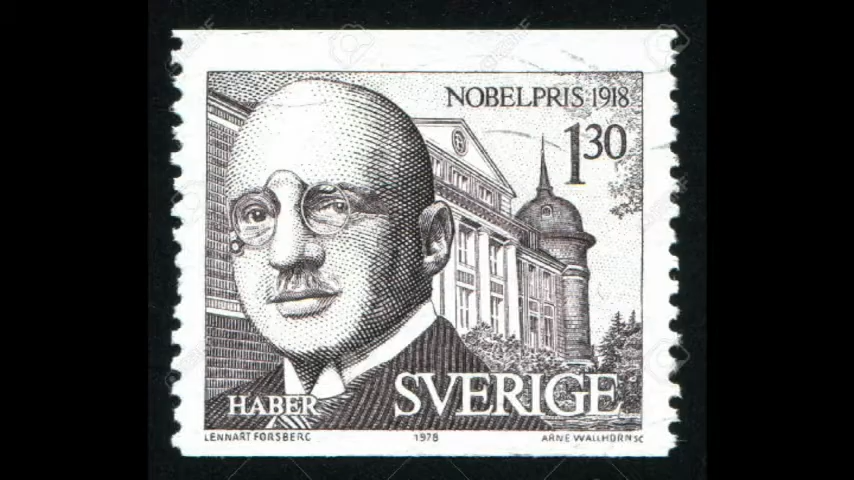 NOBELPRIS 1918
1.30
HABER
SVERIGE
LENNART FORSBERG 1978 ARNE WALLHORN SC